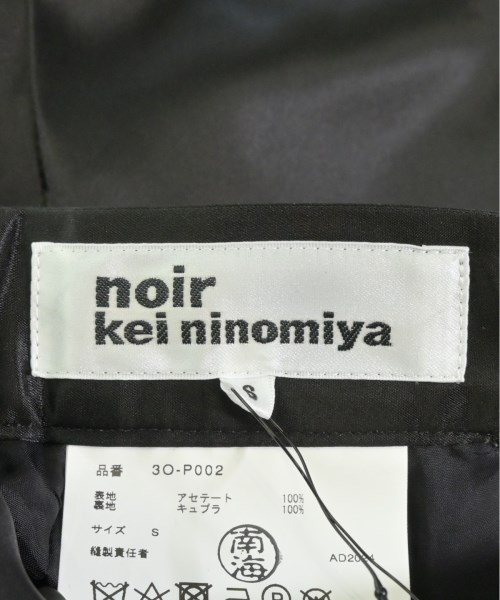 noir
kei ninomiya
S
品番 3O-P002
表地 アセテート 100%
裏地 キュプラ 100%
サイズ S
縫製責任者
南海
AD2024